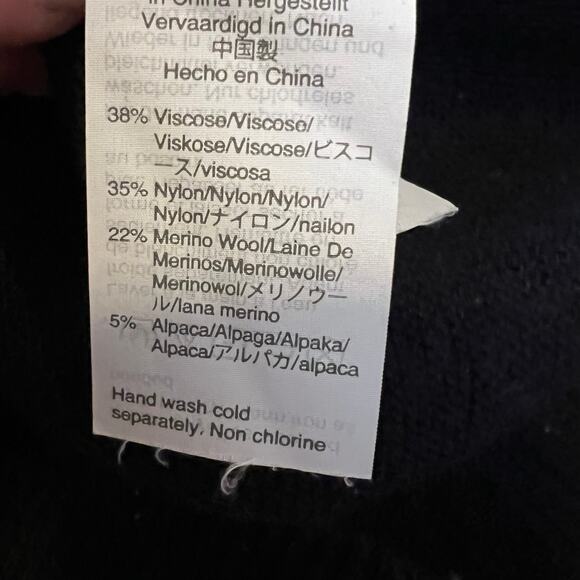 in China Hergestellt
Vervaardigd in China
中国製
Hecho en China
38% Viscose/Viscose/
Viskose/Viscose/ビスコ
ース/viscosa
35% Nylon/Nylon/Nylon/
Nylon/ナイロン/nailon
22% Merino Wool/Laine De
Merinos/Merinowolle/
Merinowol/メリノウー
ル/lana merino
5% Alpaca/Alpaga/Alpaka/
Alpaca/アルパカ/alpaca
Hand wash cold
separately, Non chlorine